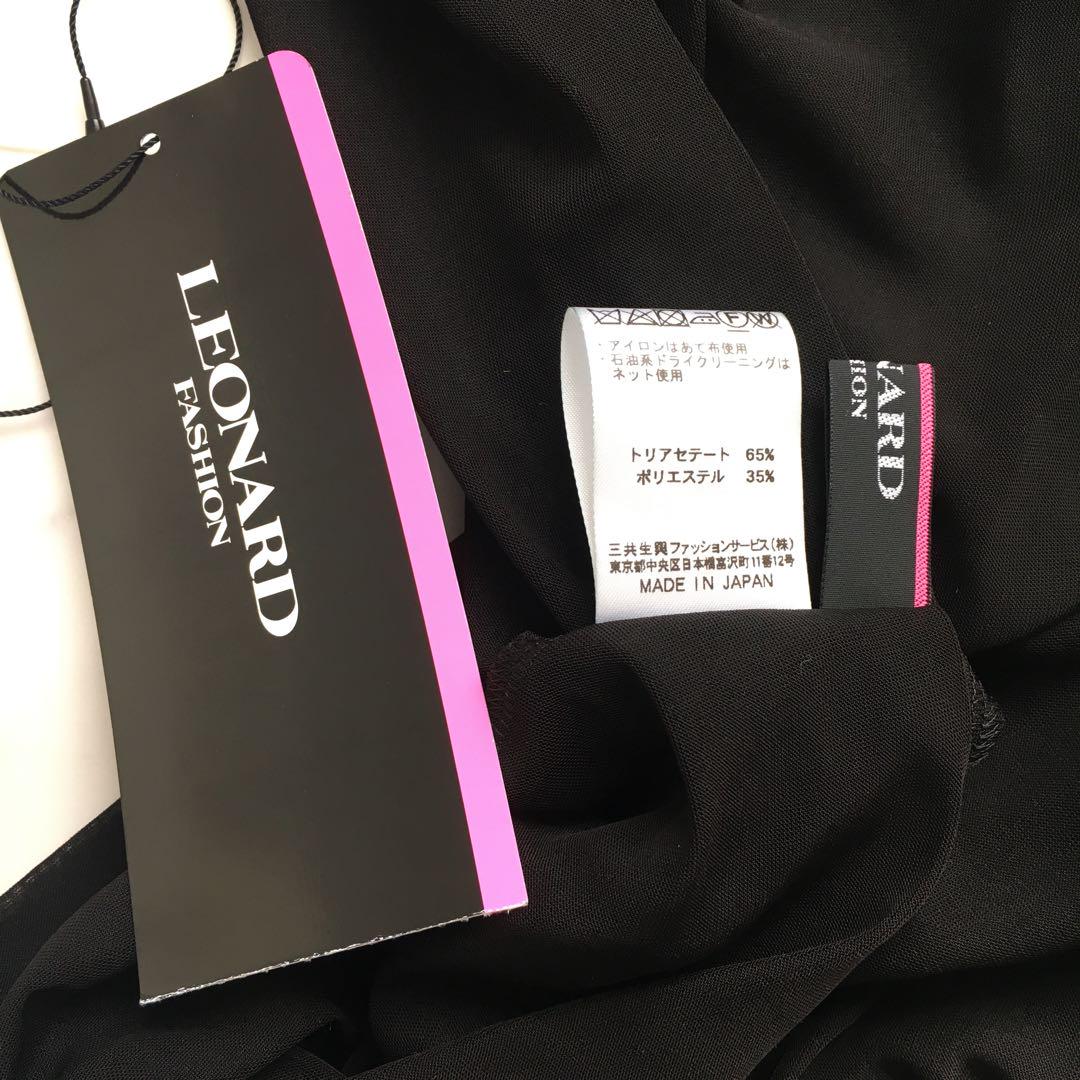 LEONARD
FASHION
F W
・アイロンはあて布使用
・石油系ドライクリーニングは
ネット使用
トリアセテート 65%
ポリエステル 35%
三共生興ファッションサービス(株)
東京都中央区日本橋富沢町11番12号
MADE IN JAPAN
NARD
HION